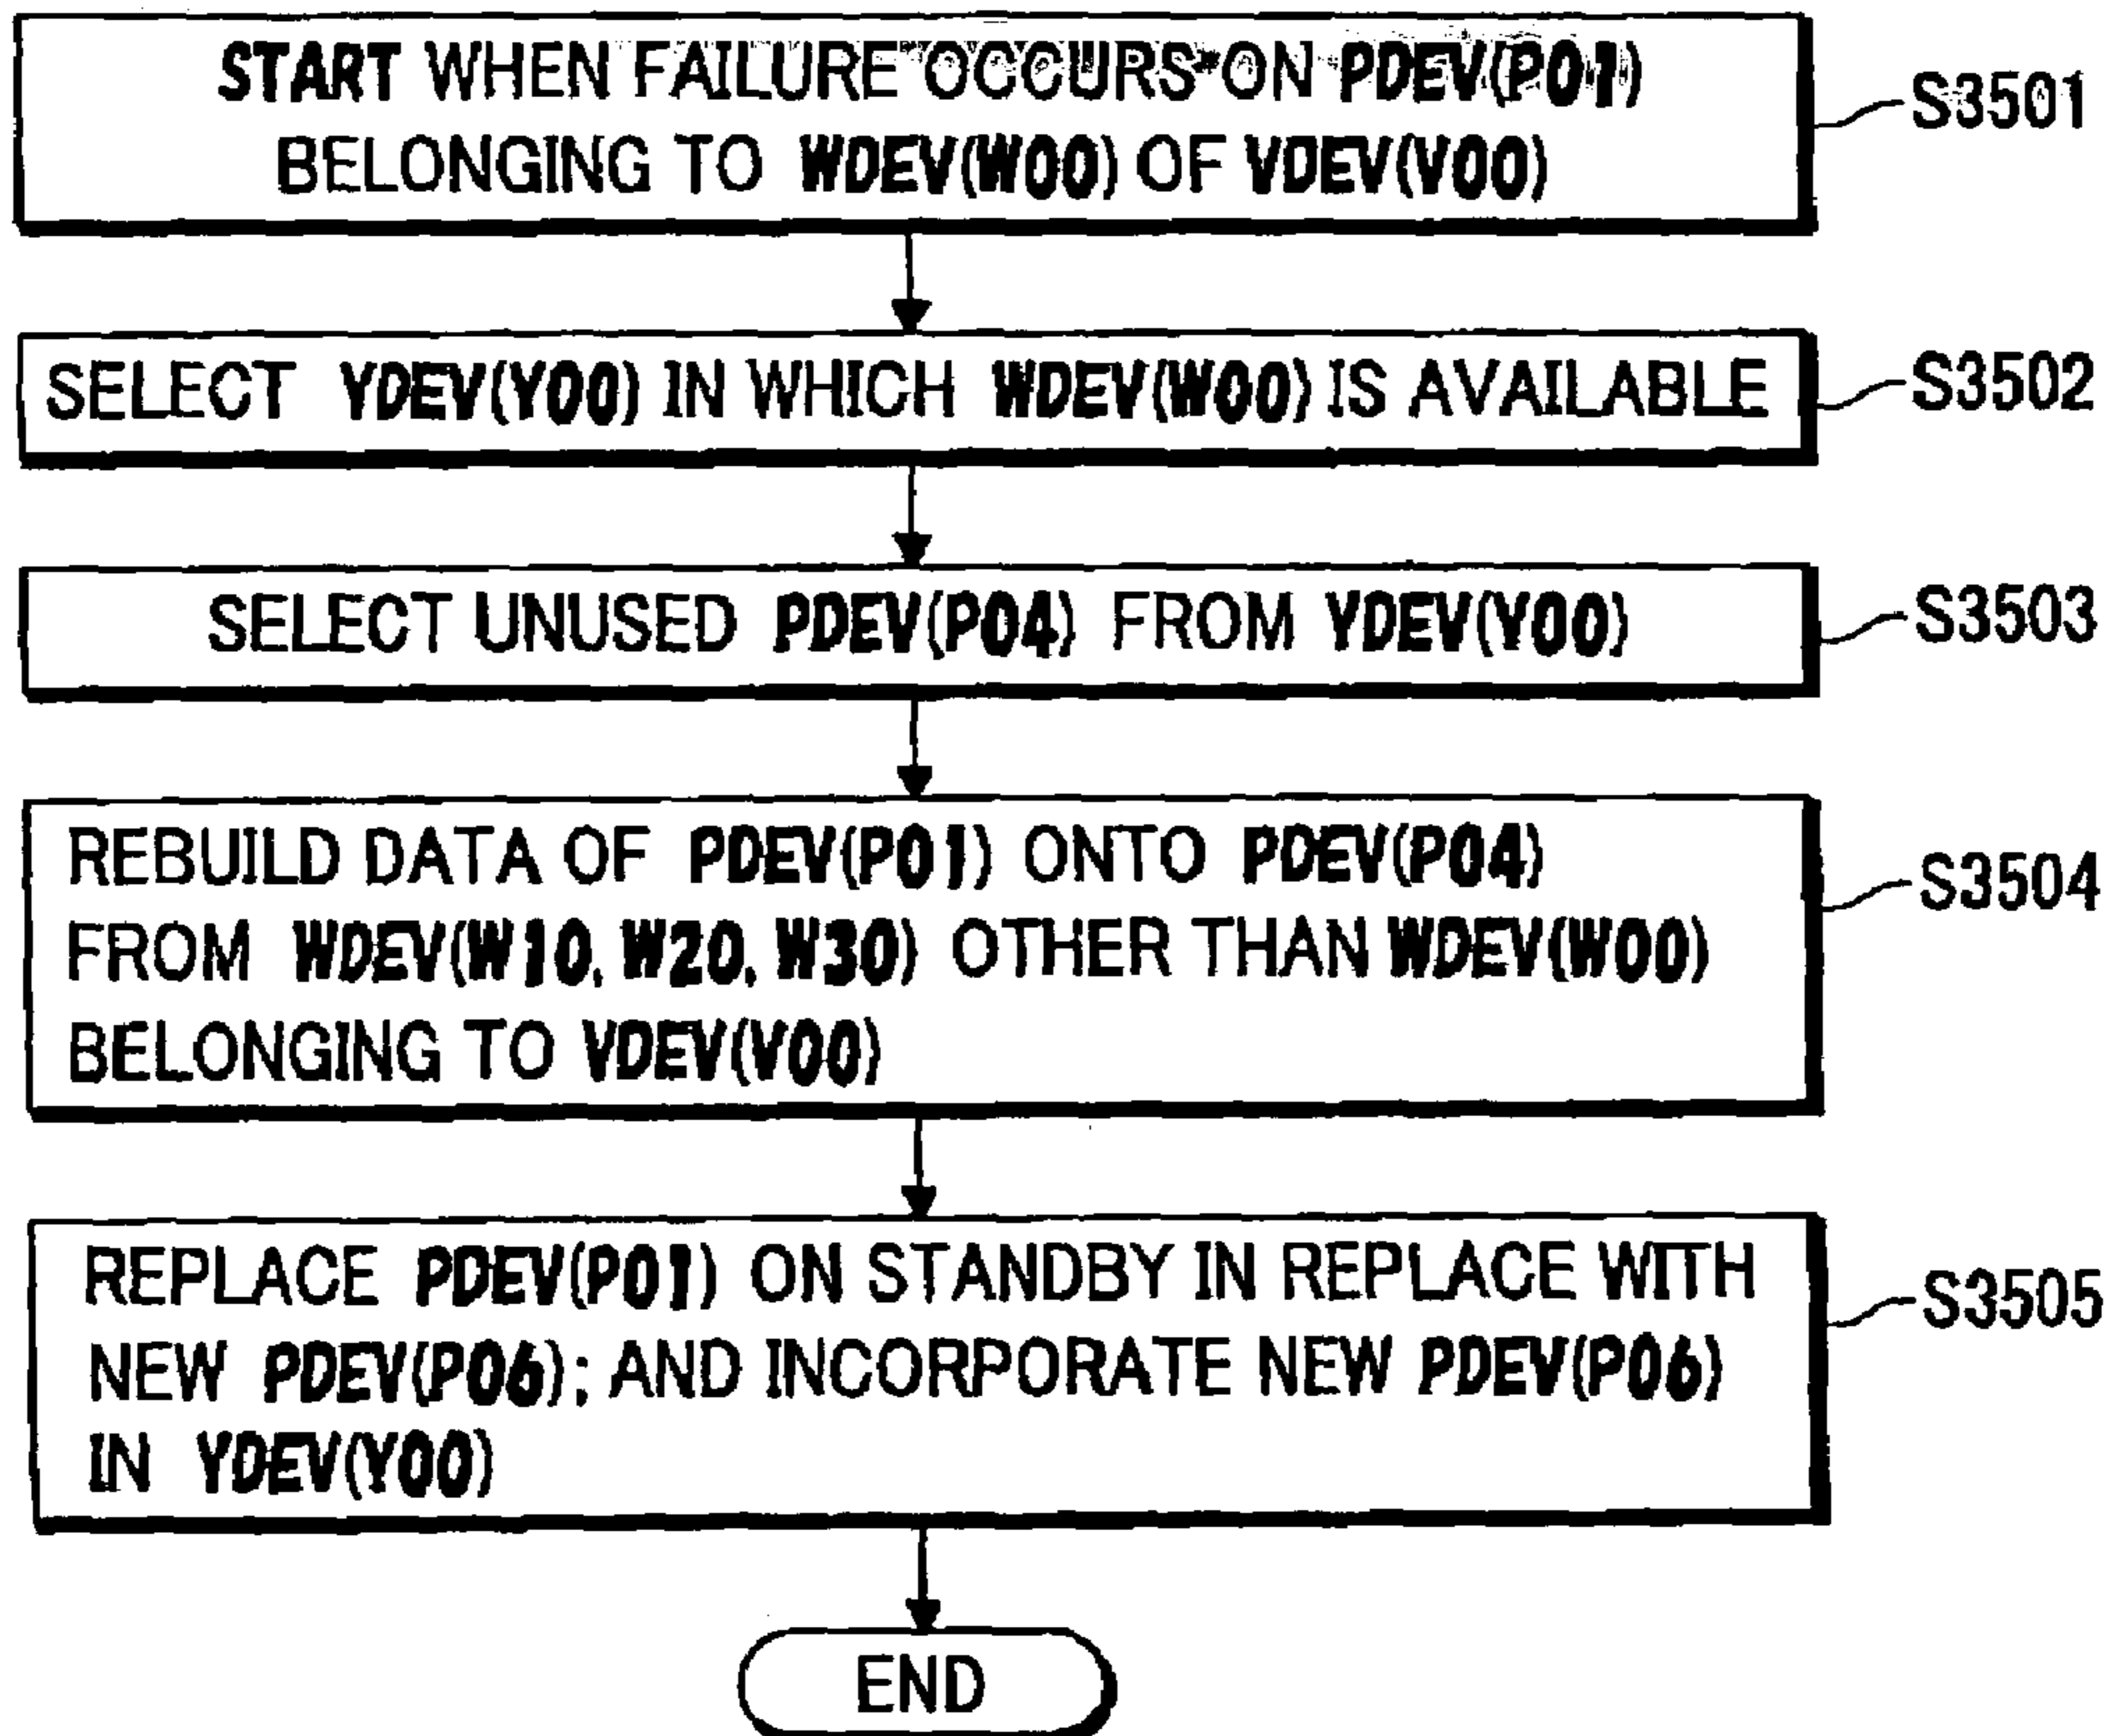 START WHEN FAILURE OCCURS ON PDEV(P01)
BELONGING TO WDEV(W00) OF VDEV(V00)
S3501
SELECT YDEV(Y00) IN WHICH WDEV(W00) IS AVAILABLE
S3502
SELECT UNUSED PDEV(P04) FROM YDEV(Y00)
S3503
REBUILD DATA OF PDEV(P01) ONTO PDEV(P04)
FROM WDEV(W10, W20, W30) OTHER THAN WDEV(W00)
BELONGING TO VDEV(V00)
S3504
REPLACE PDEV(P01) ON STANDBY IN REPLACE WITH
NEW PDEV(P06); AND INCORPORATE NEW PDEV(P06)
IN YDEV(Y00)
S3505
END